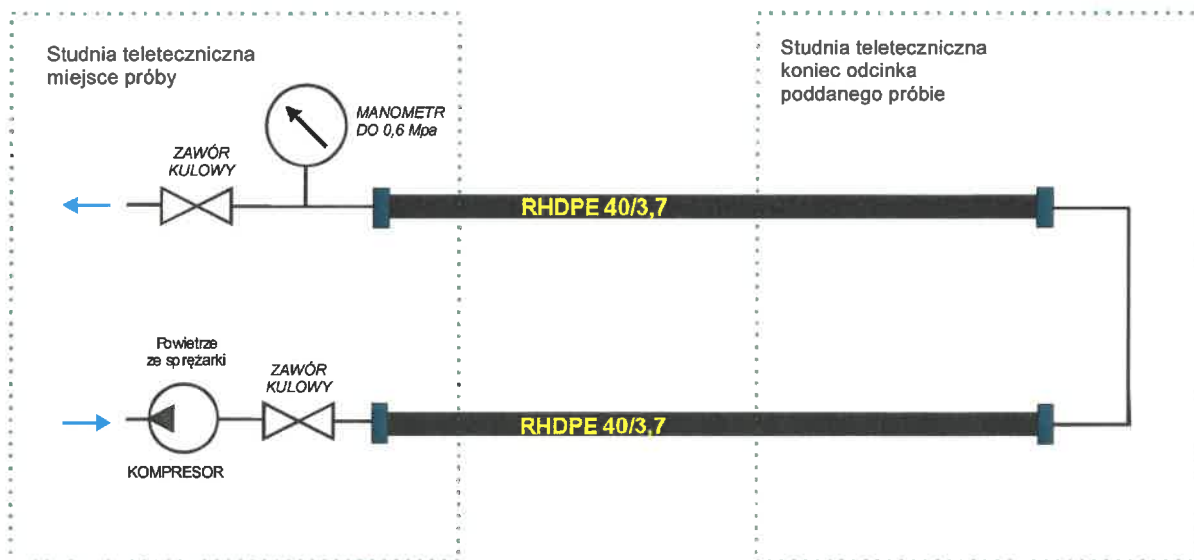 Studnia teleteczniczna
miejsce próby
Studnia teleteczniczna
koniec odcinka
poddanego próbie
MANOMETR
DO 0,6 Mpa
ZAWÓR
KULOWY
RHDPE 40/3,7
Powietrze
ze sprężarki
ZAWÓR
KULOWY
RHDPE 40/3,7
KOMPRESOR